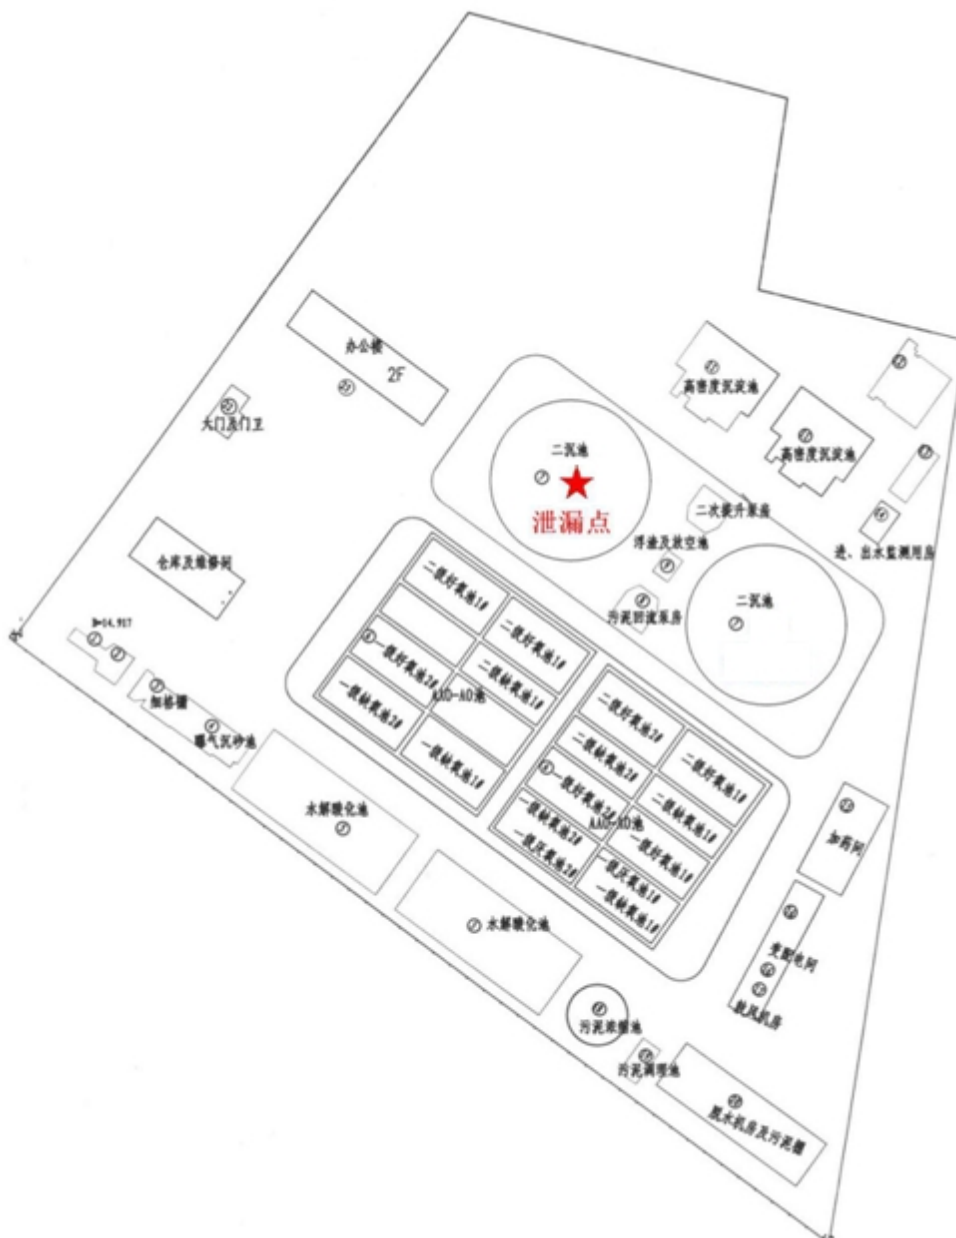 办公楼
2F
大门及门卫
高密度沉淀池
高密度沉淀池
二沉池
泄漏点
二次提升泵房
浮渣及放空池
进、出水监测用房
仓库及维修间
污泥回流泵房
二沉池
二级好氧池1#
二级好氧池1#
一级好氧池2#
二级缺氧池1#
AAO-AO池
一级缺氧池2#
一级缺氧池1#
细格栅
曝气沉砂池
二级好氧池2#
二级好氧池1#
二级缺氧池2#
二级缺氧池1#
一级好氧池2#
AAO-AO池
一级好氧池1#
一级缺氧池2#
一级厌氧池2#
一级厌氧池1#
一级缺氧池1#
水解酸化池
水解酸化池
加药间
变配电间
鼓风机房
污泥浓缩池
污泥调理池
脱水机房及污泥棚